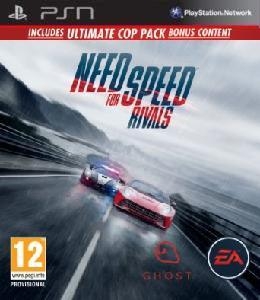 PSN
PlayStation Network
INCLUDES ULTIMATE COP PACK BONUS CONTENT
NEED
FOR SPEED
RIVALS
12
www.pegi.info
PROVISIONAL
GHOST
EA